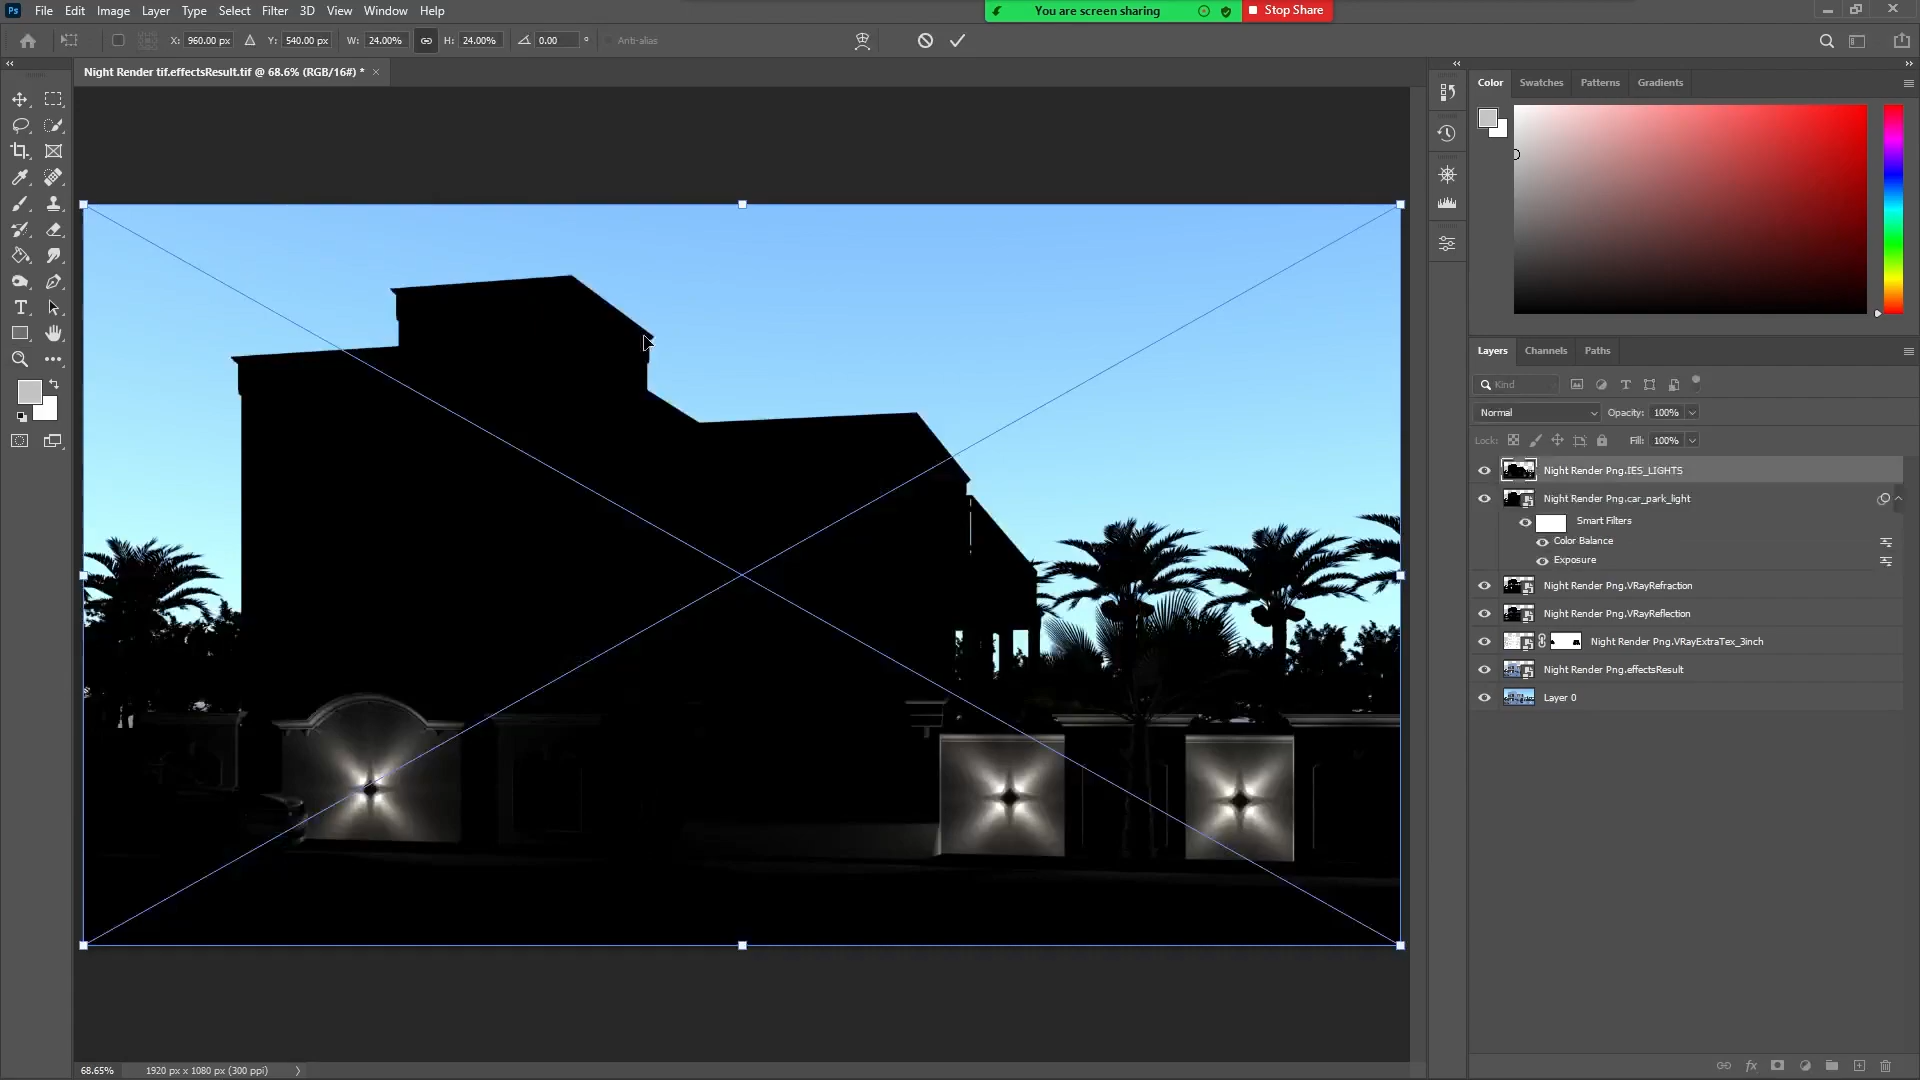 Ps File Edit Image Layer Type Select Filter 3D View Window Help
You are screen sharing Stop Share
X: 960.00 px Y: 540.00 px W: 24.00% H: 24.00% 0.00 ° Anti-alias
Night Render tif.effectsResult.tif @ 68.6% (RGB/16#) * ×
Color Swatches Patterns Gradients
Layers Channels Paths
Kind
Normal Opacity: 100%
Lock: Fill: 100%
Night Render Png.IES_LIGHTS
Night Render Png.car_park_light
Smart Filters
Color Balance
Exposure
Night Render Png.VRayRefraction
Night Render Png.VRayReflection
Night Render Png.VRayExtraTex_3inch
Night Render Png.effectsResult
Layer 0
68.65% 1920 px x 1080 px (300 ppi)